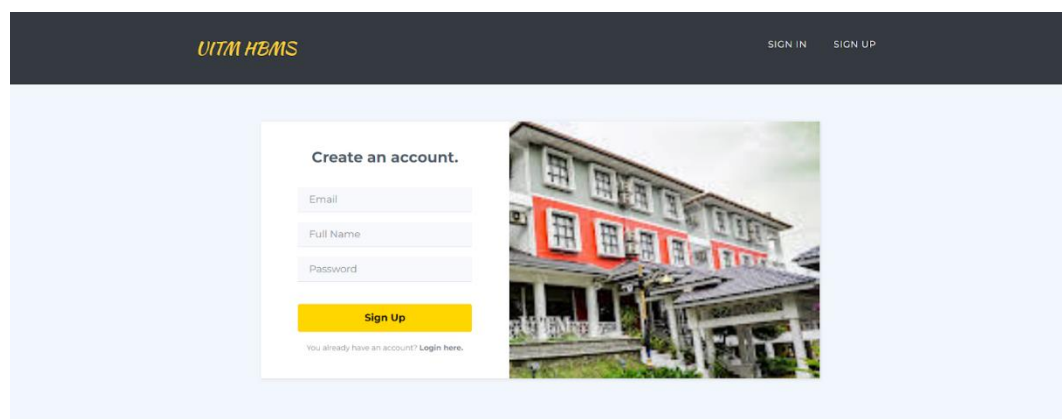 UITM HBMS
SIGN IN SIGN UP
Create an account.
Email
Full Name
Password
Sign Up
You already have an account? Login here.